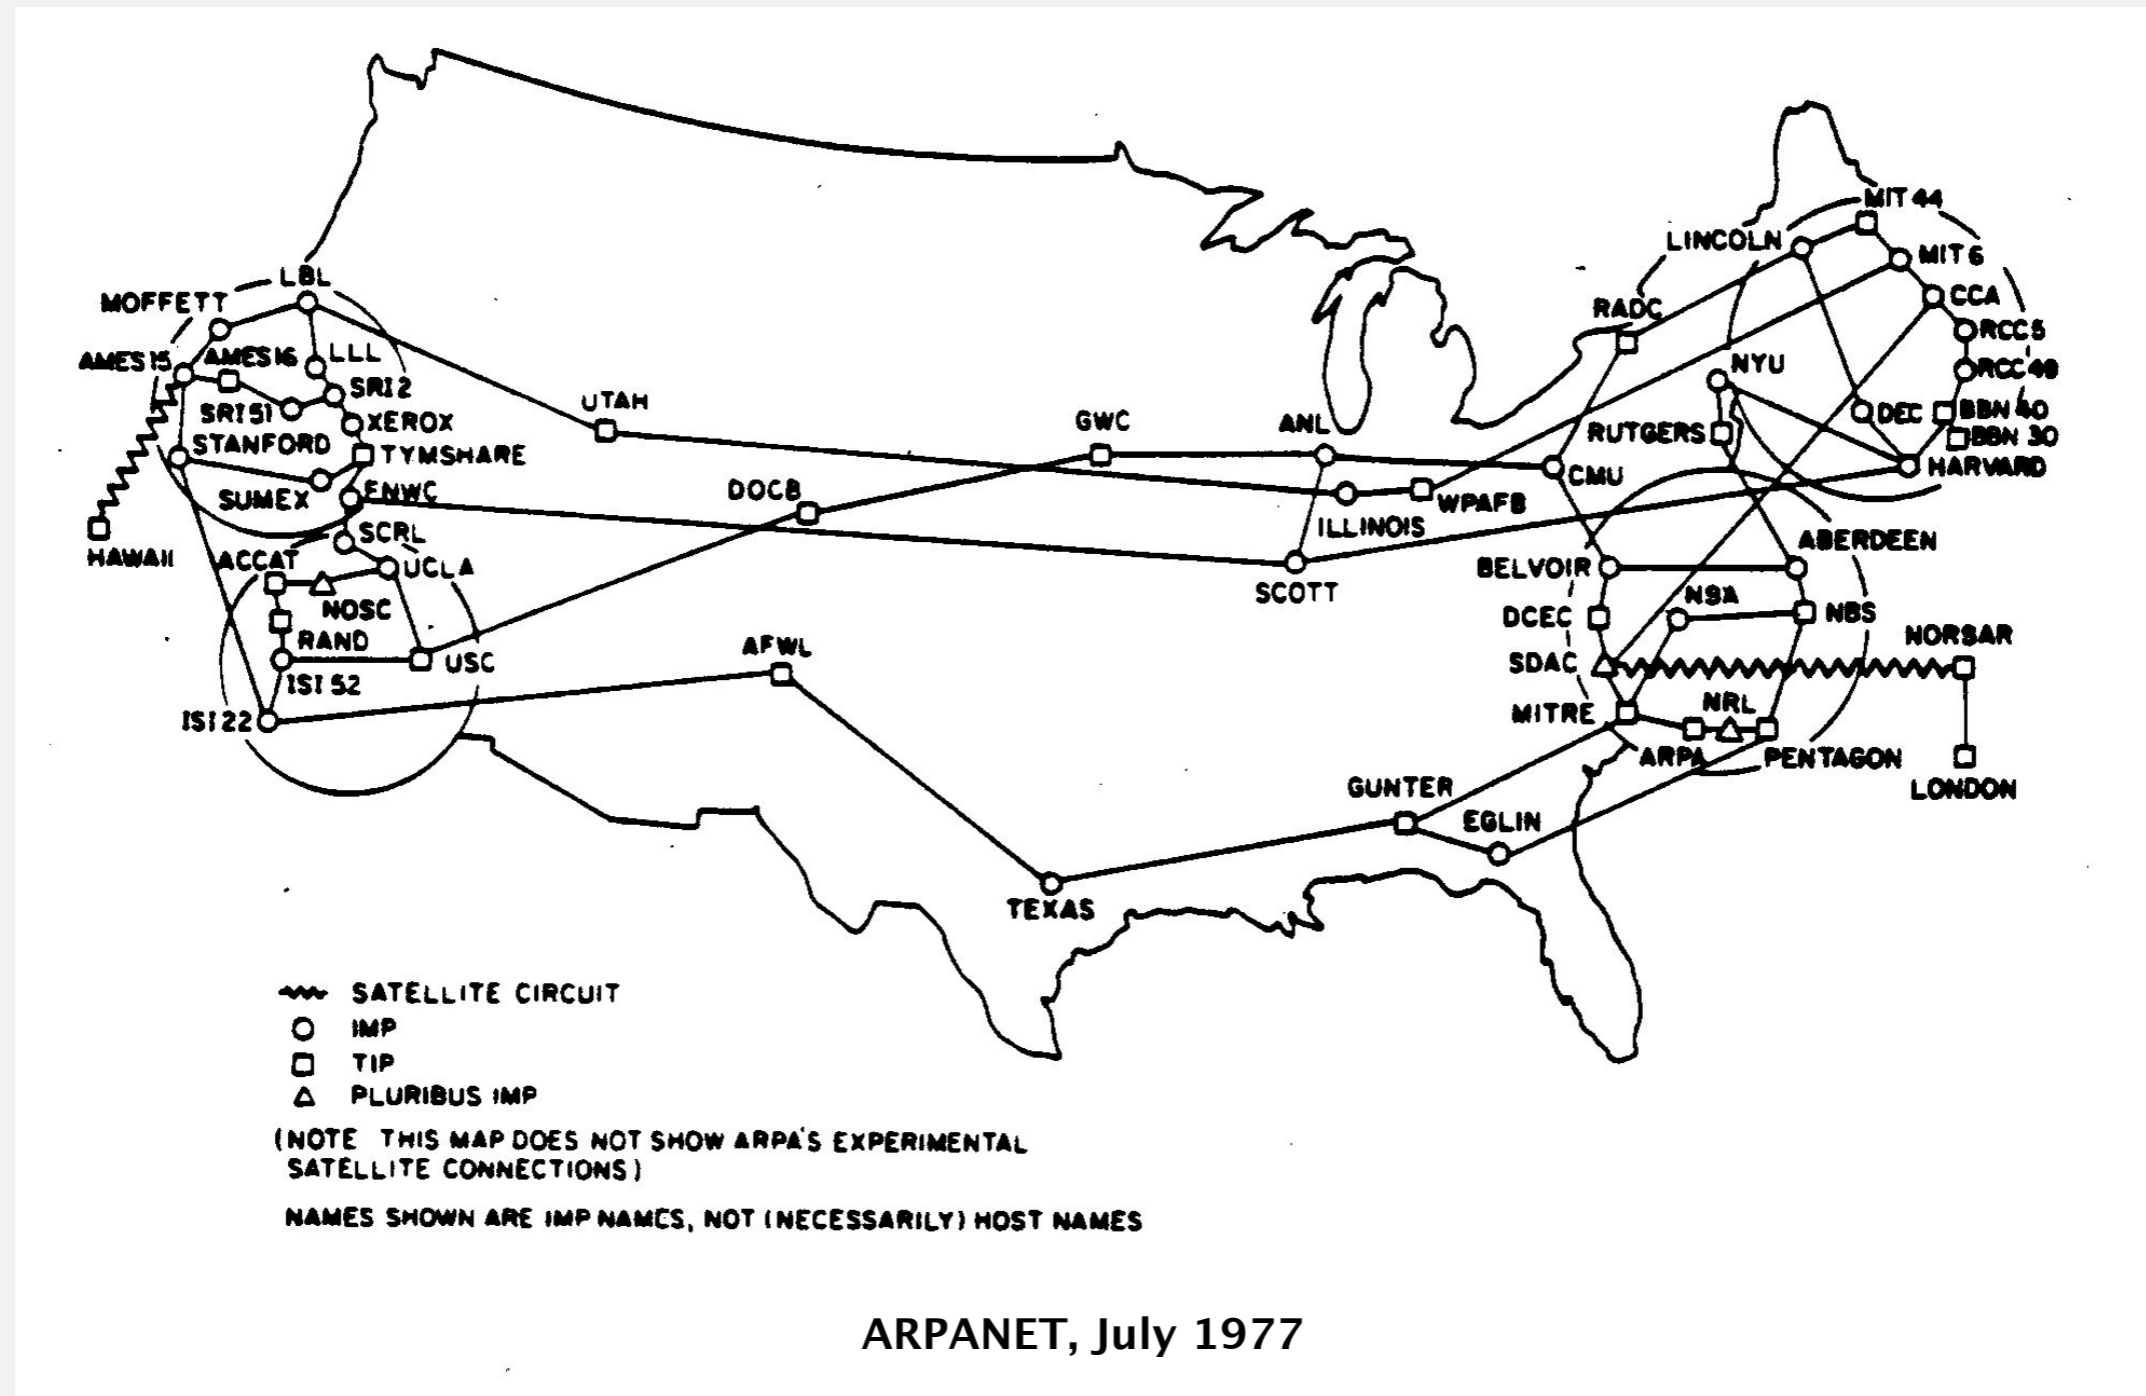 MIT 44
LINCOLN
MIT 6
LBL
MOFFETT
CCA
RADC
RCC 5
AMES 15
AMES 16
LLL
NYU
RCC 49
SRI 2
UTAH
SRI 51
XEROX
GWC
ANL
DEC
BBN 40
RUTGERS
BBN 30
STANFORD
TYMSHARE
CMU
HARVARD
SUMEX
FNWC
DOCB
WPAFB
ILLINOIS
HAWAII
SCRL
ACCAT
UCLA
ABERDEEN
BELVOIR
SCOTT
NSA
NOSC
DCEC
NBS
RAND
NORSAR
AFWL
USC
SDAC
ISI 52
ISI 22
MITRE
NRL
ARPA
PENTAGON
GUNTER
LONDON
EGLIN
TEXAS
SATELLITE CIRCUIT
IMP
TIP
PLURIBUS IMP
(NOTE THIS MAP DOES NOT SHOW ARPA'S EXPERIMENTAL
SATELLITE CONNECTIONS)
NAMES SHOWN ARE IMP NAMES, NOT (NECESSARILY) HOST NAMES
ARPANET, July 1977